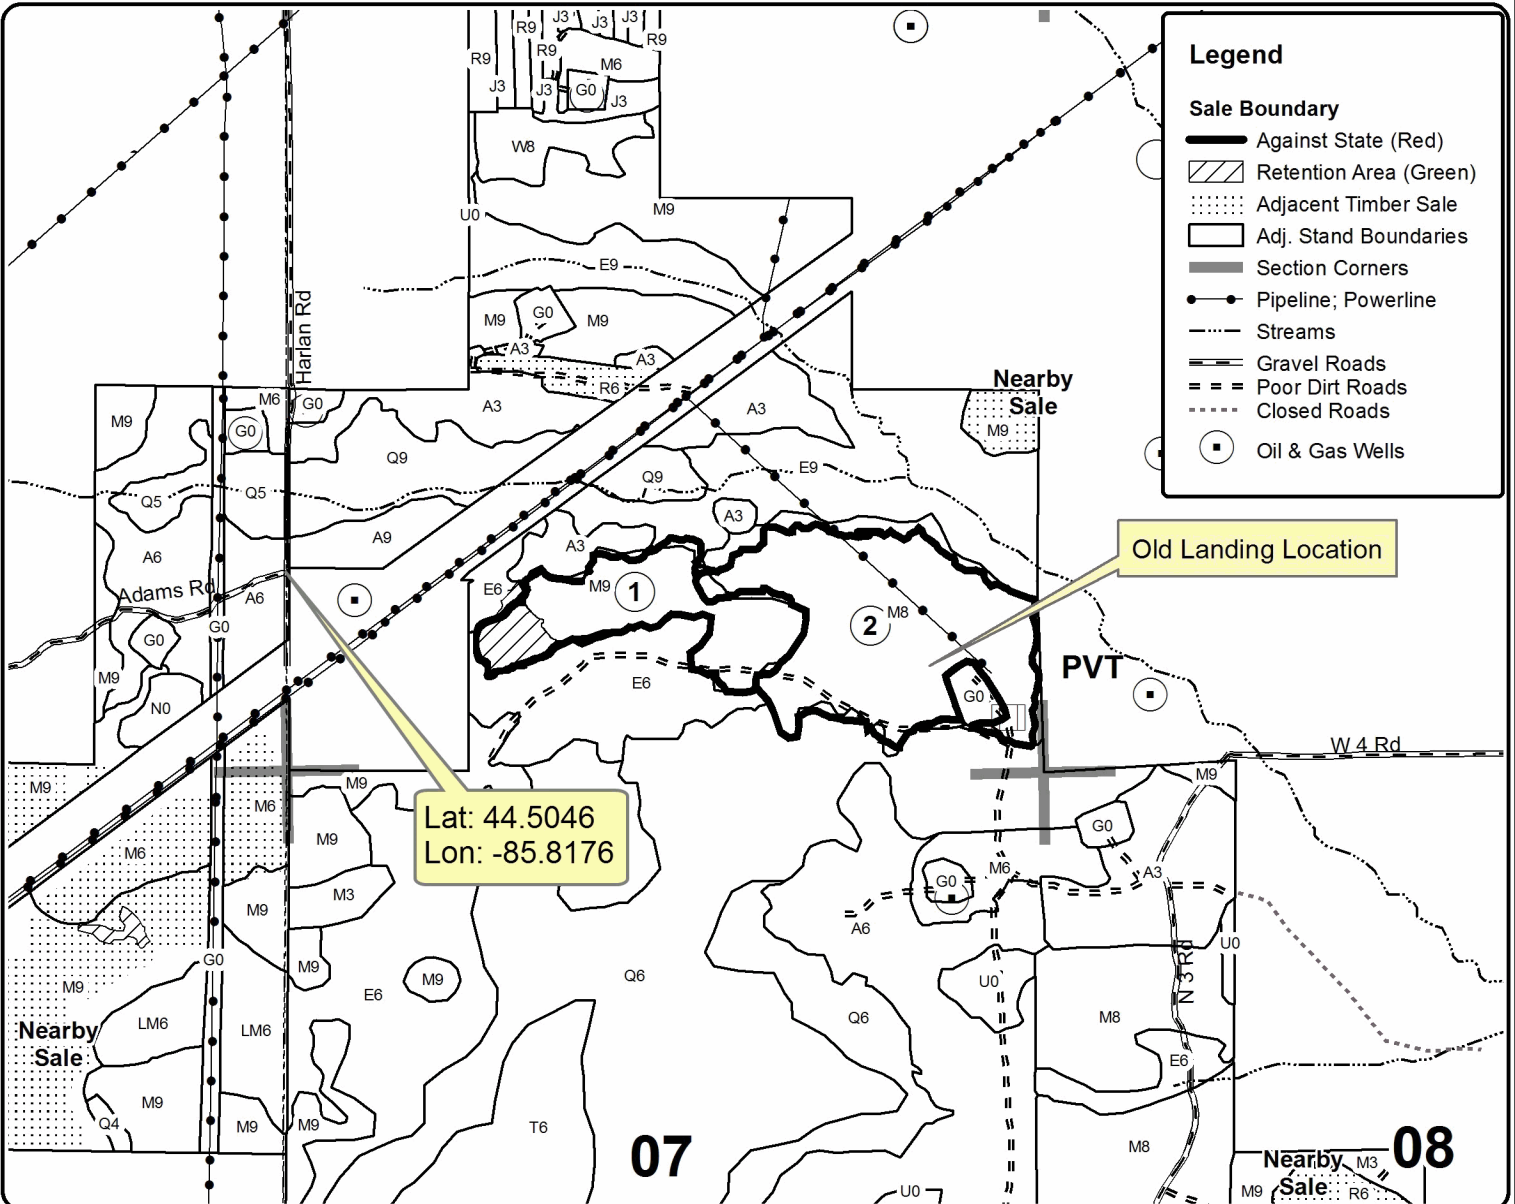 J3
J3
J3
R9
R9
R9
R9
M6
J3
J3
G0
J3
W8
U0
M9
E9
Harlan Rd
M9
G0
M9
A3
A3
R6
A3
A3
M6
G0
M9
G0
Q9
Q9
E9
Q5
Q5
A3
A9
A3
A6
Adams Rd
A6
E6
M9
1
2
M8
G0
G0
M9
N0
E6
G0
PVT
W 4 Rd
M9
M9
M9
M6
M9
M6
G0
M6
G0
A3
M3
M9
A6
U0
G0
M9
M9
M9
E6
Q6
U0
N 3 Rd
LM6
LM6
Q6
M8
E6
M9
Q4
M9
M9
T6
M8
07
08
U0
M9
M3
R6
Nearby
Sale
M9
Nearby
Sale
Nearby
Sale
Lat: 44.5046
Lon: -85.8176
Old Landing Location
Legend
Sale Boundary
Against State (Red)
Retention Area (Green)
Adjacent Timber Sale
Adj. Stand Boundaries
Section Corners
Pipeline; Powerline
Streams
Gravel Roads
Poor Dirt Roads
Closed Roads
Oil & Gas Wells